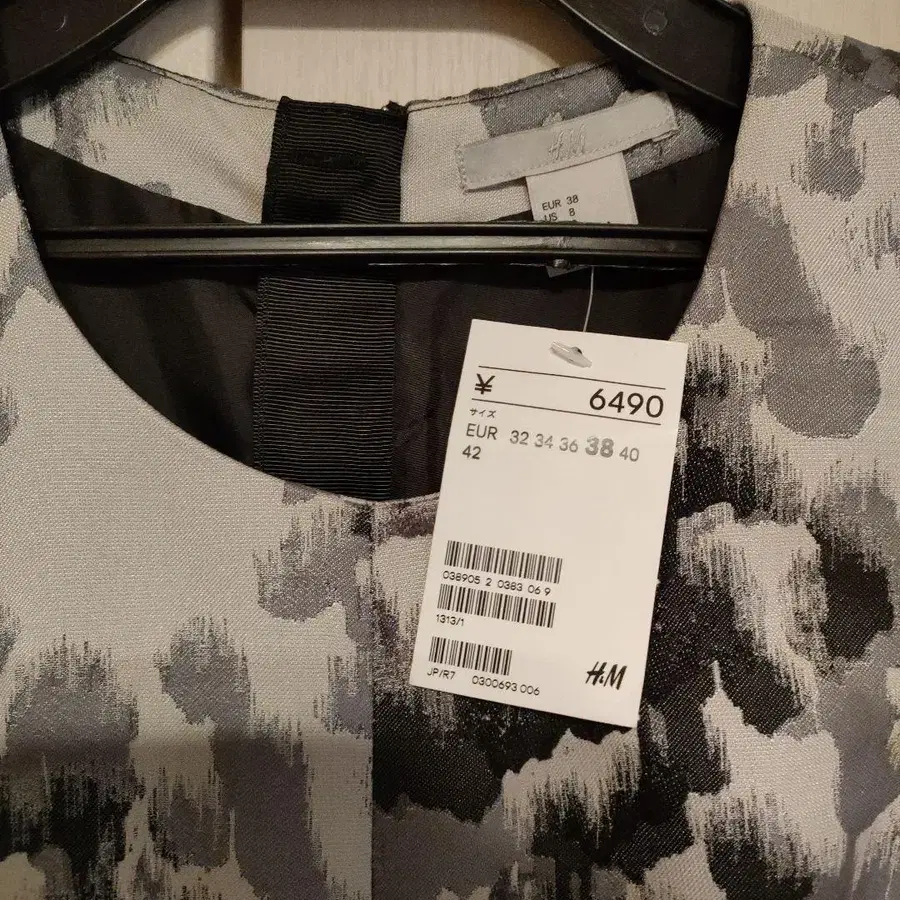 H&M
EUR 38
US 8
¥ 6490
サイズ
EUR 32 34 36 38 40
42
038905 2 0383 06 9
1313/1
JP/R7 0300693 006
H&M